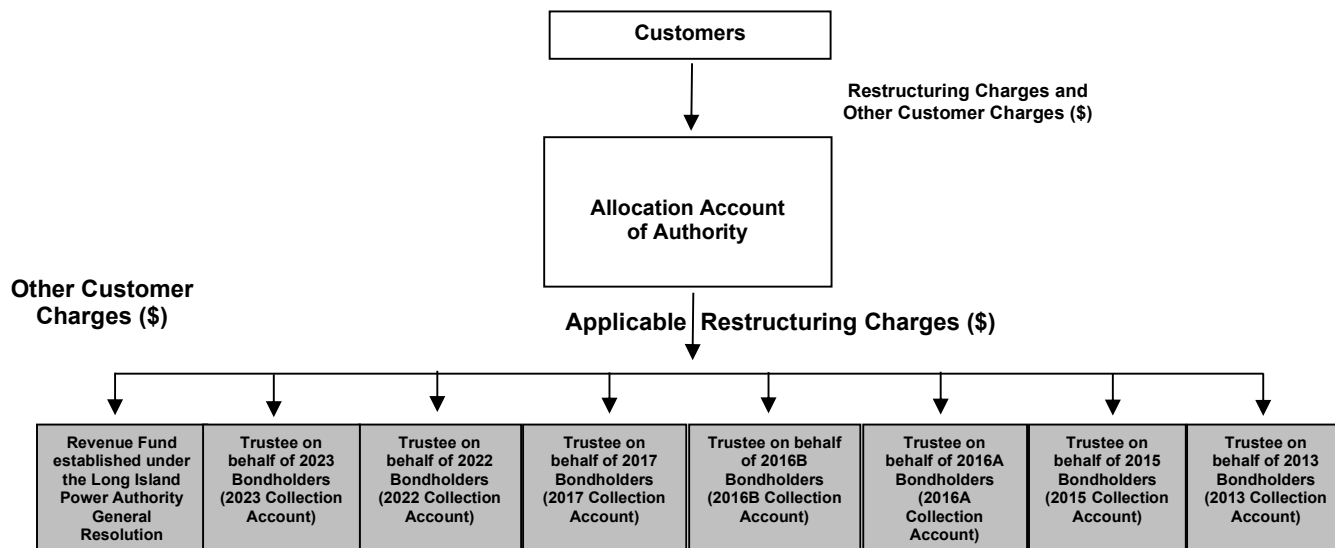 Customers
Restructuring Charges and
Other Customer Charges ($)
Allocation Account
of Authority
Other Customer
Charges ($)
Applicable Restructuring Charges ($)
Revenue Fund
established under
the Long Island
Power Authority
General
Resolution
Trustee on
behalf of 2023
Bondholders
(2023 Collection
Account)
Trustee on
behalf of 2022
Bondholders
(2022 Collection
Account)
Trustee on
behalf of 2017
Bondholders
(2017 Collection
Account)
Trustee on behalf
of 2016B
Bondholders
(2016B Collection
Account)
Trustee on
behalf of 2016A
Bondholders
(2016A
Collection
Account)
Trustee on
behalf of 2015
Bondholders
(2015 Collection
Account)
Trustee on
behalf of 2013
Bondholders
(2013 Collection
Account)